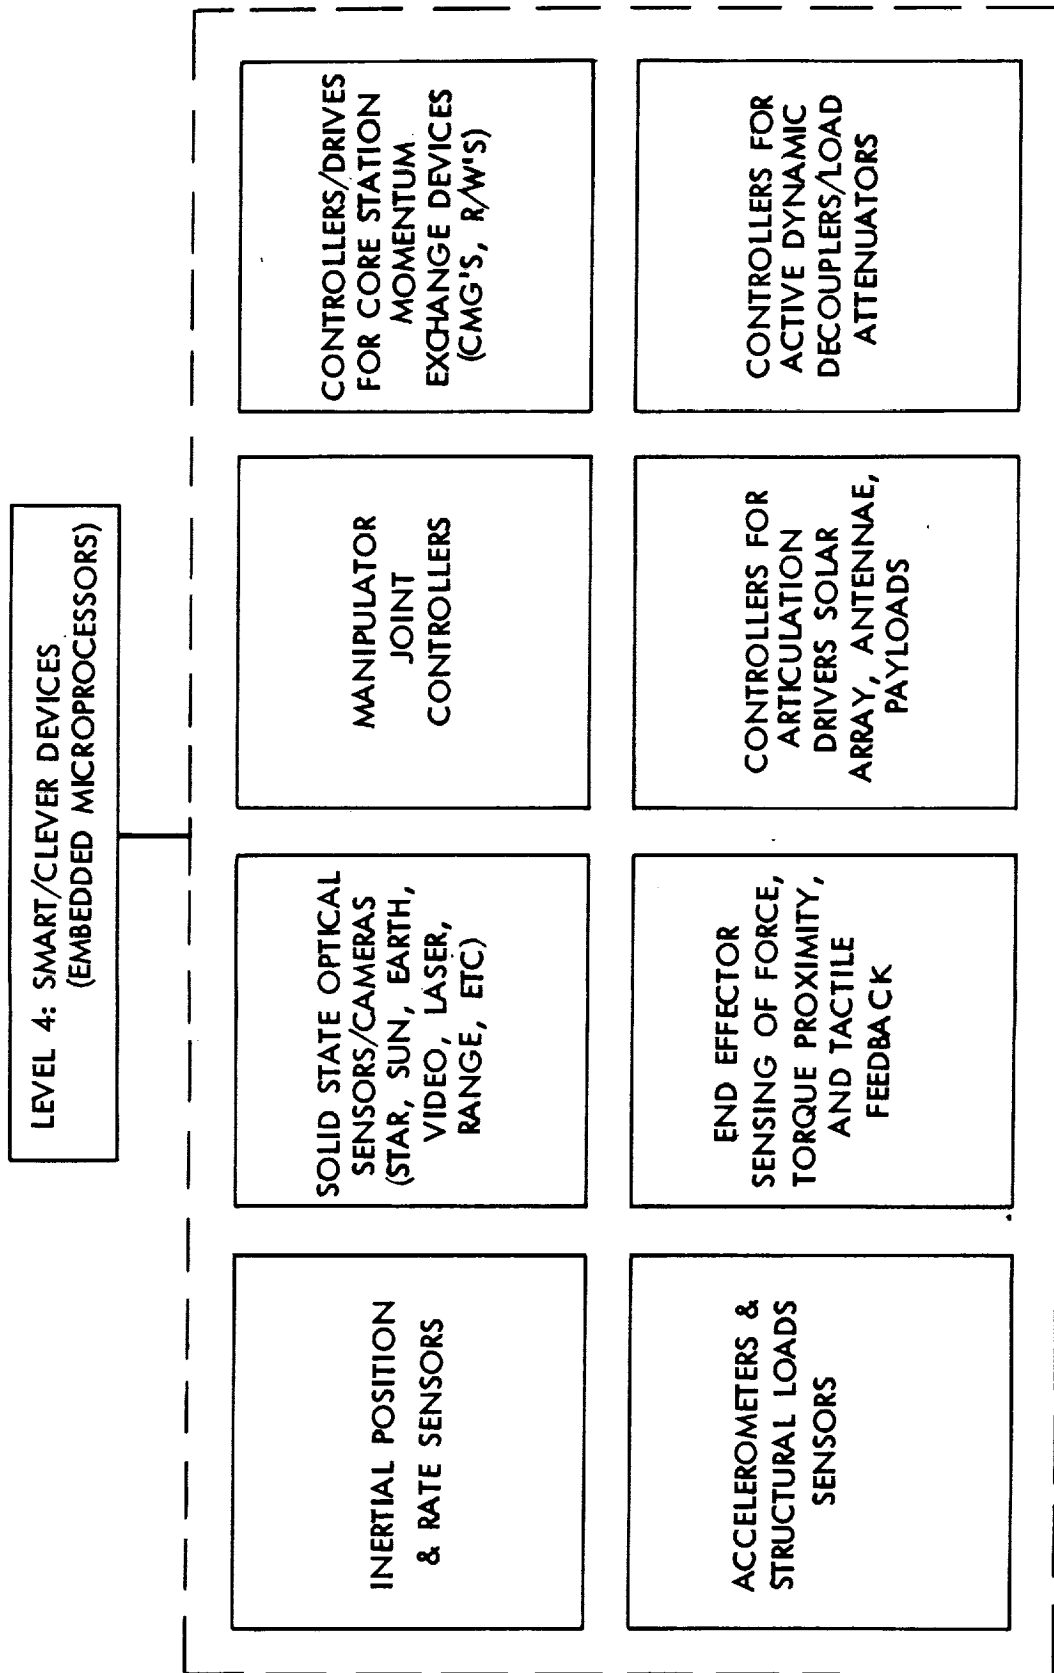 LEVEL 4: SMART/CLEVER DEVICES
(EMBEDDED MICROPROCESSORS)
INERTIAL POSITION
& RATE SENSORS
SOLID STATE OPTICAL
SENSORS/CAMERAS
(STAR, SUN, EARTH,
VIDEO, LASER,
RANGE, ETC)
MANIPULATOR
JOINT
CONTROLLERS
CONTROLLERS/DRIVES
FOR CORE STATION
MOMENTUM
EXCHANGE DEVICES
(CMG'S, R/W'S)
ACCELEROMETERS &
STRUCTURAL LOADS
SENSORS
END EFFECTOR
SENSING OF FORCE,
TORQUE PROXIMITY,
AND TACTILE
FEEDBACK
CONTROLLERS FOR
ARTICULATION
DRIVERS SOLAR
ARRAY, ANTENNAE,
PAYLOADS
CONTROLLERS FOR
ACTIVE DYNAMIC
DECOUPLERS/LOAD
ATTENUATORS